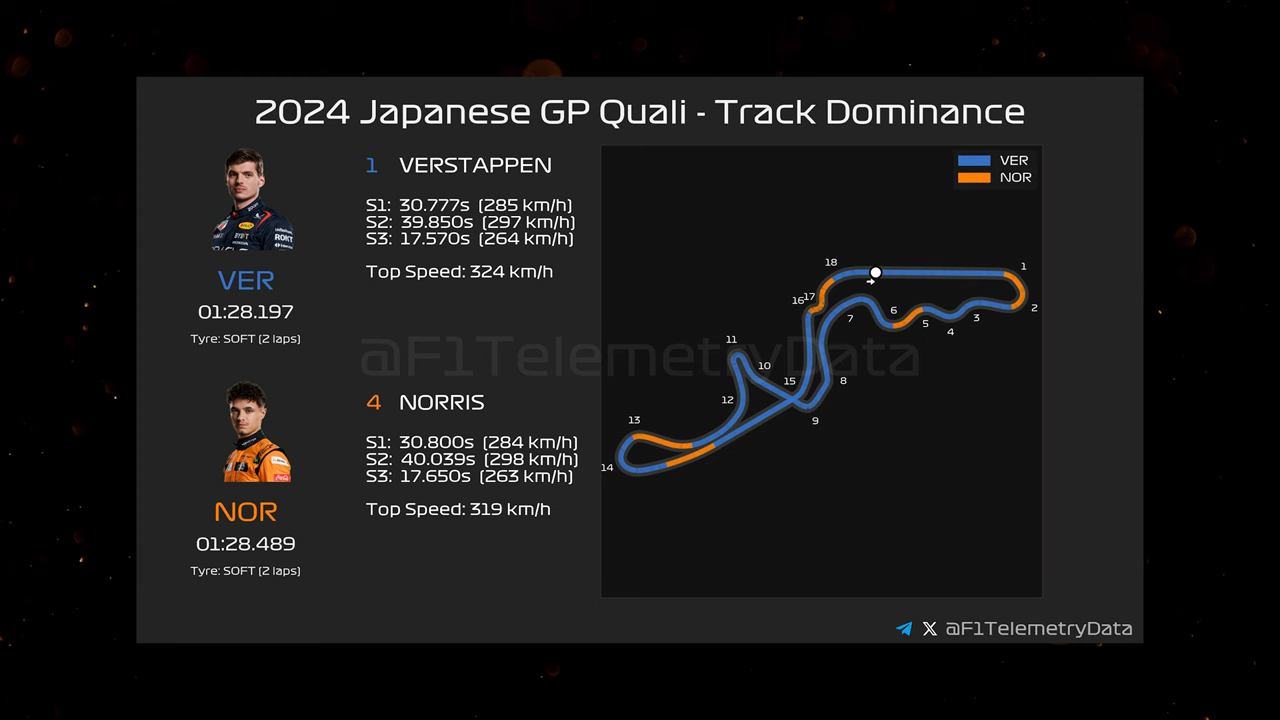 2024 Japanese GP Quali - Track Dominance
VER
01:28.197
Tyre: SOFT (2 laps)
1 VERSTAPPEN
S1: 30.777s (285 km/h)
S2: 39.850s (297 km/h)
S3: 17.570s (264 km/h)
Top Speed: 324 km/h
NOR
01:28.489
Tyre: SOFT (2 laps)
4 NORRIS
S1: 30.800s (284 km/h)
S2: 40.039s (298 km/h)
S3: 17.650s (263 km/h)
Top Speed: 319 km/h
VER
NOR
1
2
3
4
5
6
7
8
9
10
11
12
13
14
15
16
17
18
@F1TelemetryData
@F1TelemetryData